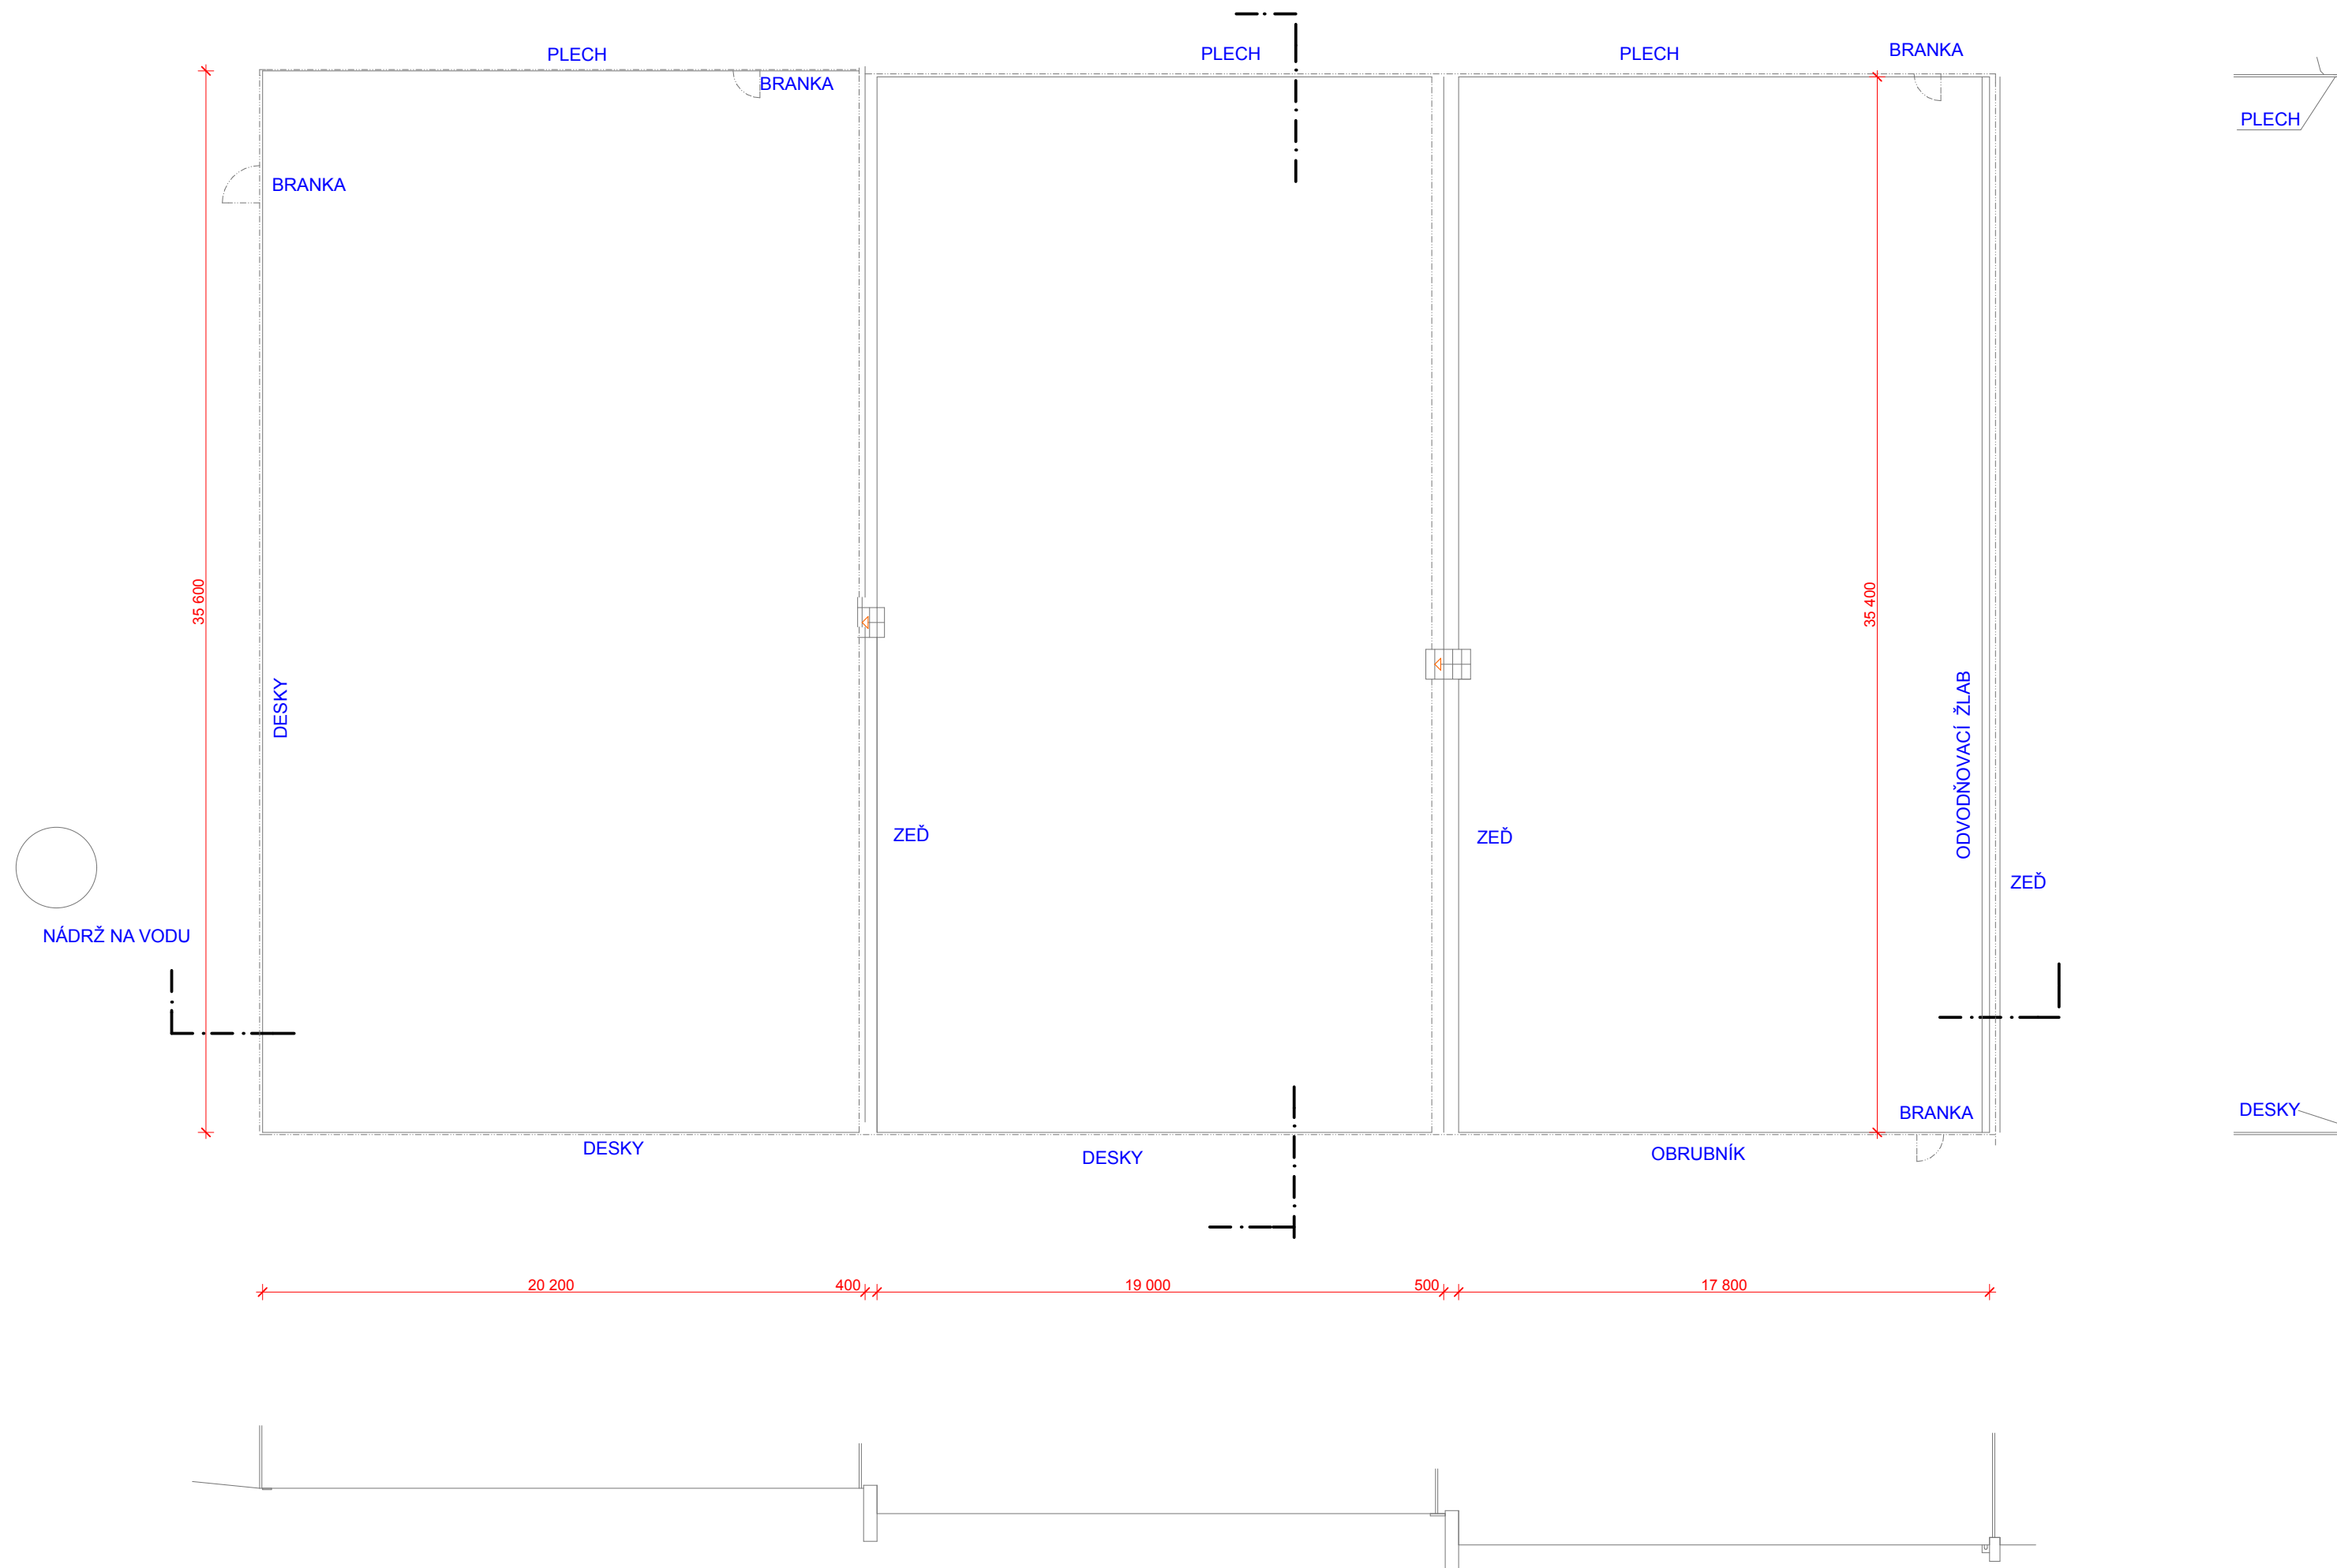 PLECH
PLECH
PLECH
BRANKA
BRANKA
PLECH
BRANKA
35 600
35 400
DESKY
ODVODŇOVACÍ ŽLAB
ZEĎ
ZEĎ
ZEĎ
NÁDRŽ NA VODU
BRANKA
DESKY
DESKY
DESKY
OBRUBNÍK
20 200
400
19 000
500
17 800